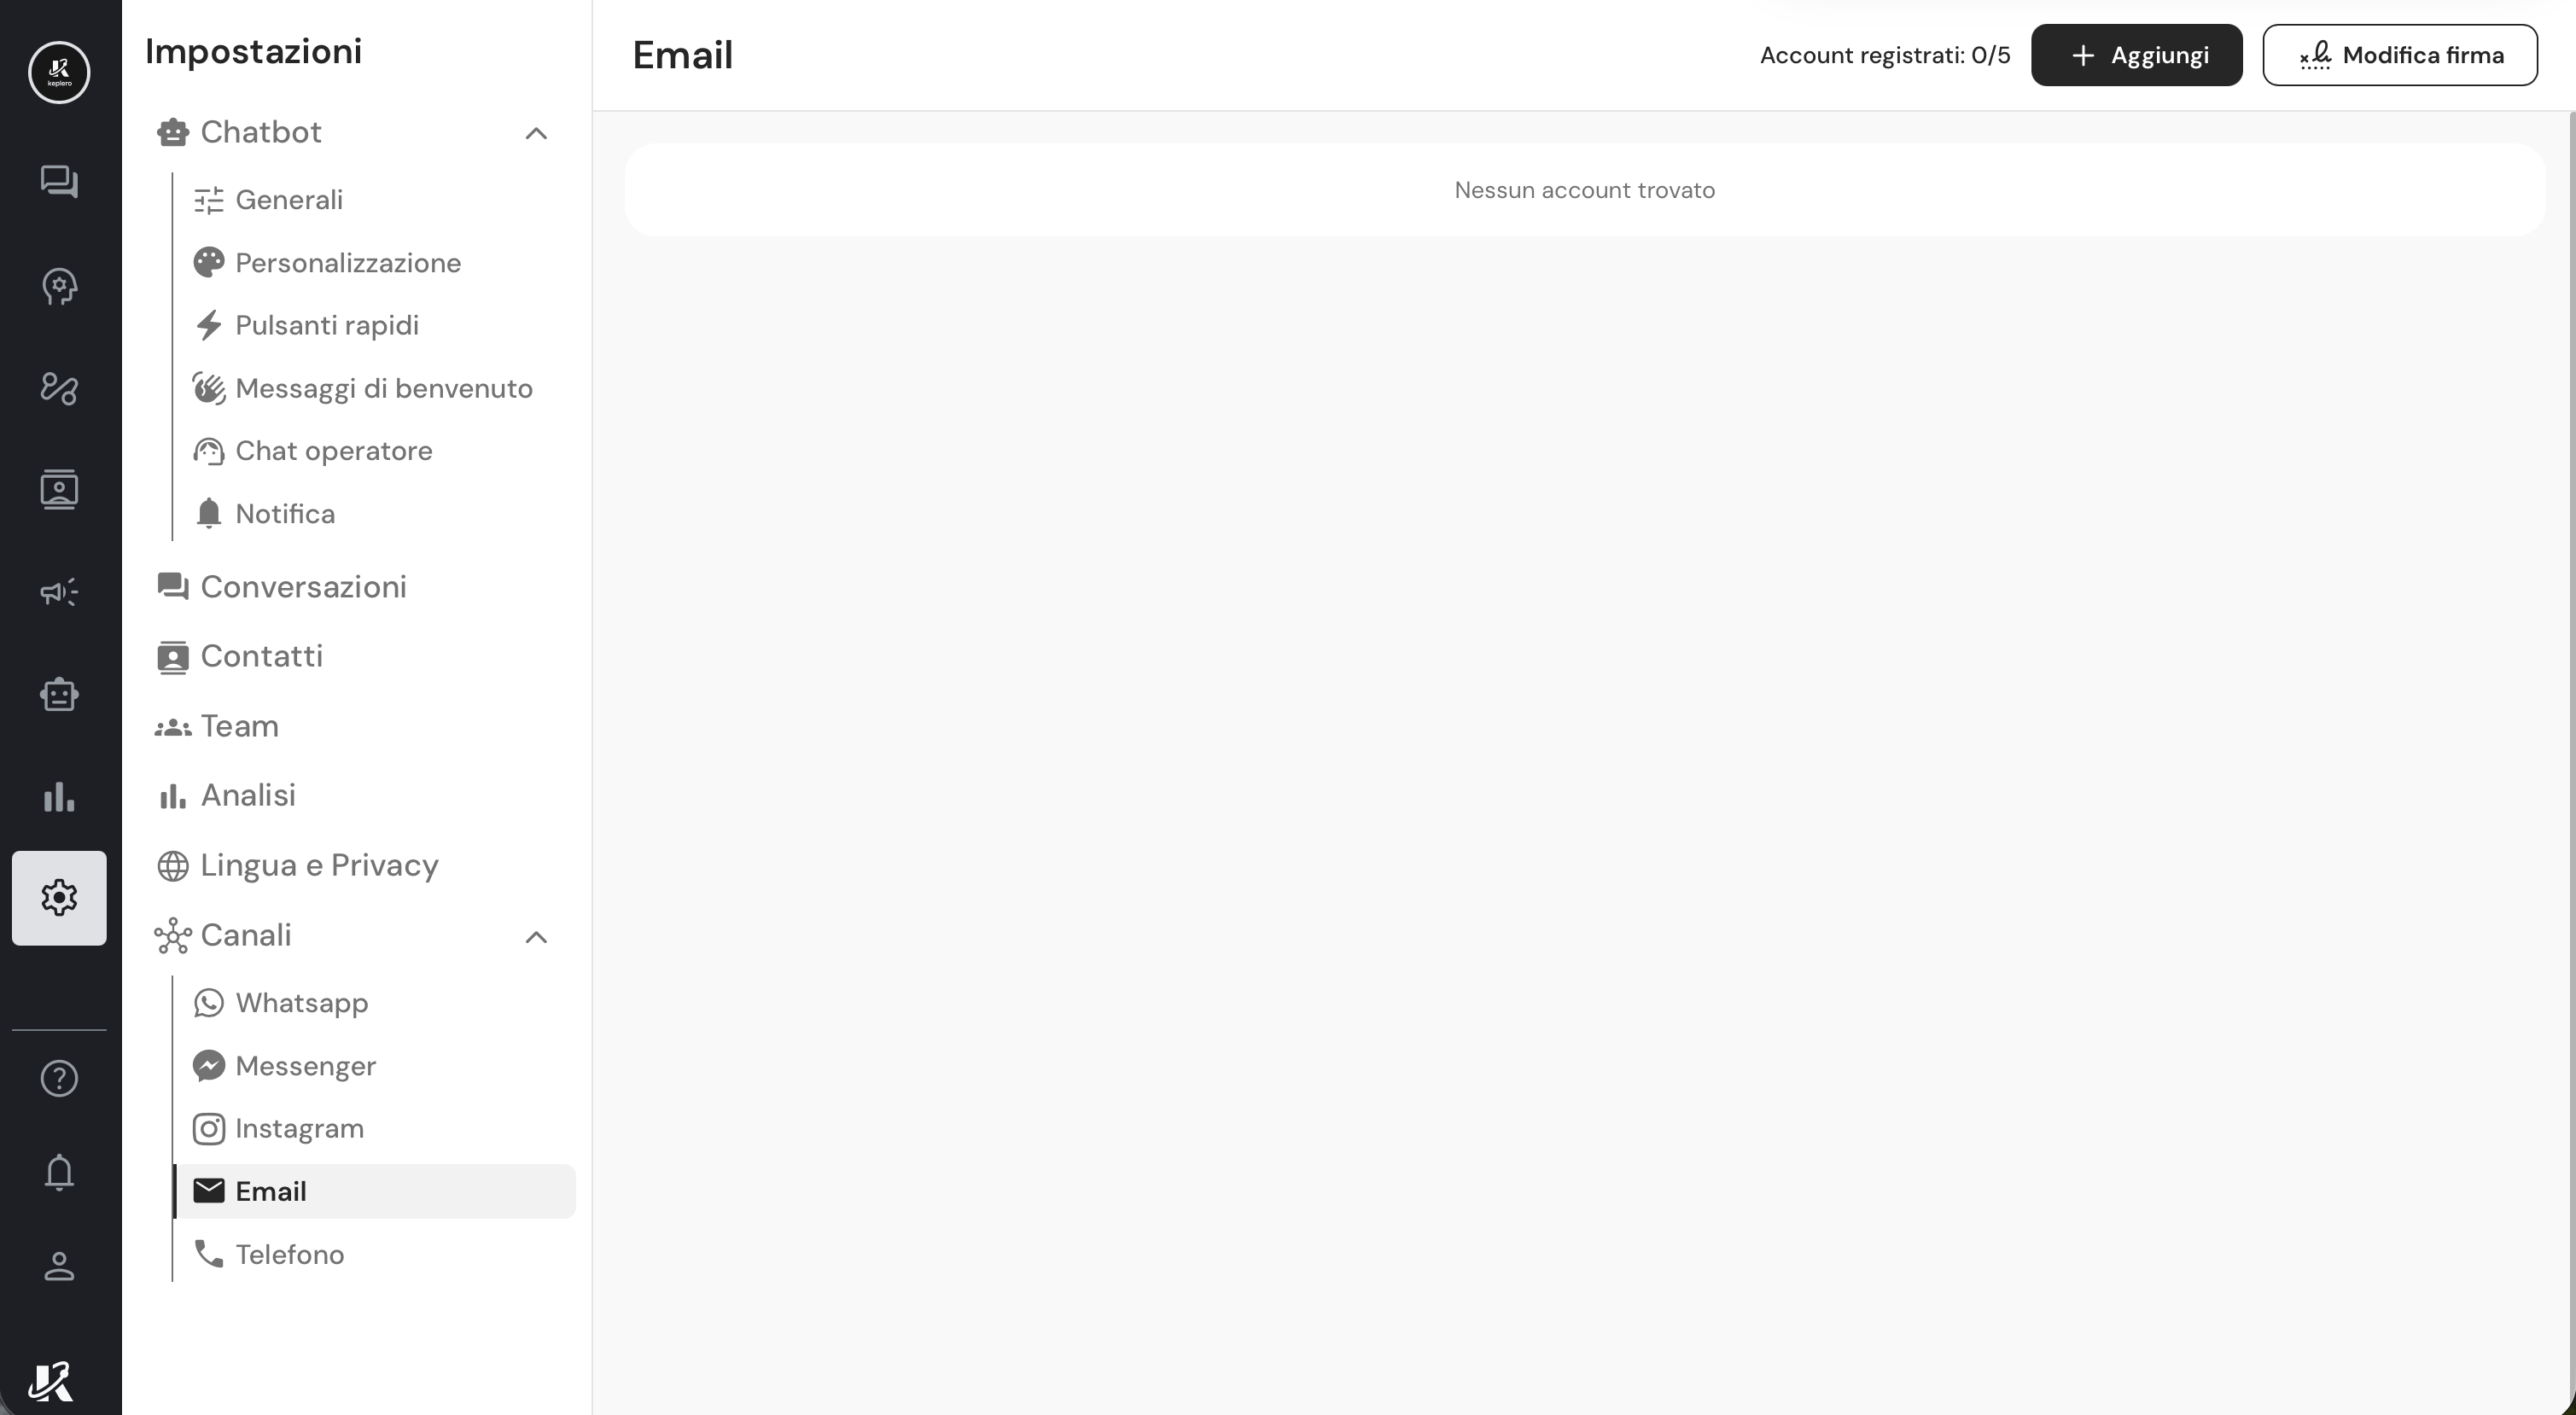 keplero
Impostazioni
Chatbot
Generali
Personalizzazione
Pulsanti rapidi
Messaggi di benvenuto
Chat operatore
Notifica
Conversazioni
Contatti
Team
Analisi
Lingua e Privacy
Canali
Whatsapp
Messenger
Instagram
Email
Telefono
Email
Account registrati: 0/5
Aggiungi
Modifica firma
Nessun account trovato